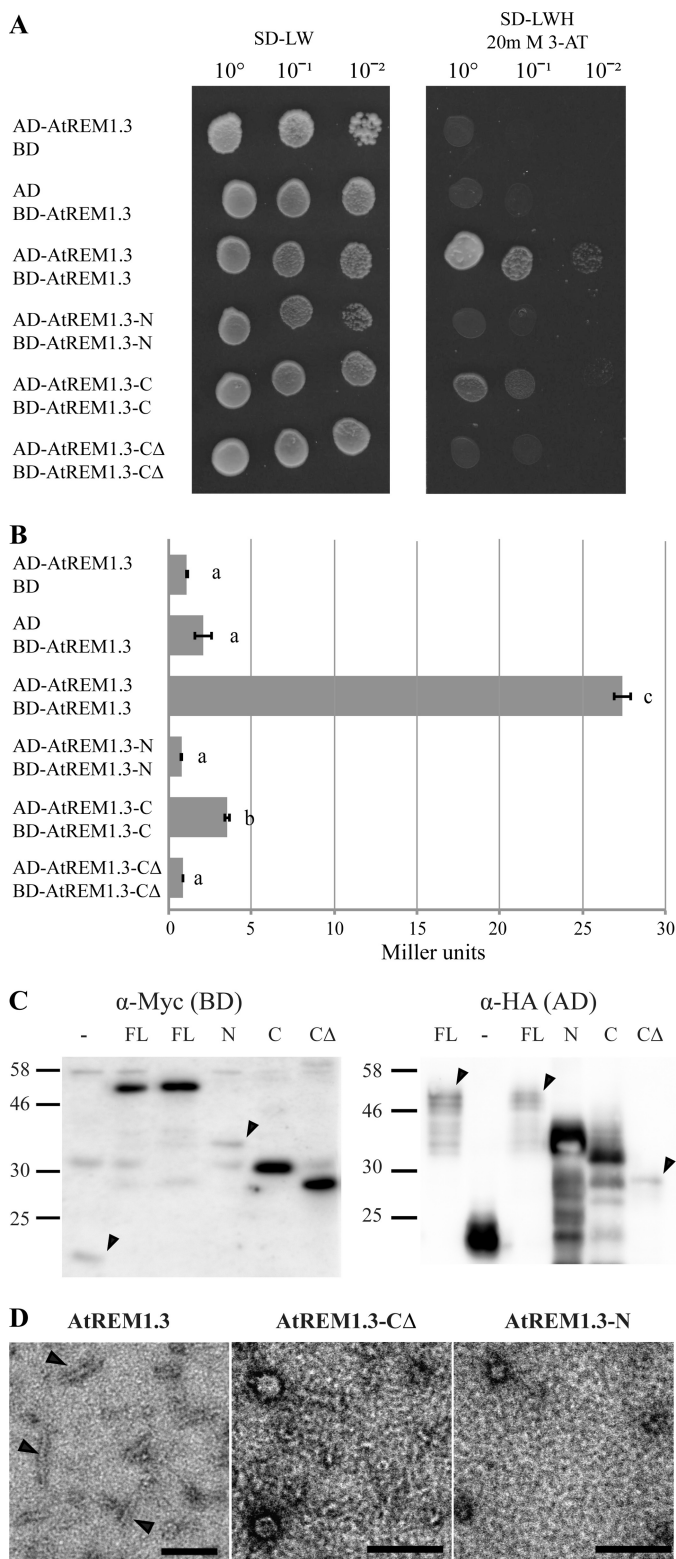 A
SD-LW
SD-LWH
20m M 3-AT
10° 10⁻¹ 10⁻² 10° 10⁻¹ 10⁻²
AD-AtREM1.3
BD
AD
BD-AtREM1.3
AD-AtREM1.3
BD-AtREM1.3
AD-AtREM1.3-N
BD-AtREM1.3-N
AD-AtREM1.3-C
BD-AtREM1.3-C
AD-AtREM1.3-CΔ
BD-AtREM1.3-CΔ
B
AD-AtREM1.3
BD
a
AD
BD-AtREM1.3
a
AD-AtREM1.3
BD-AtREM1.3
c
AD-AtREM1.3-N
BD-AtREM1.3-N
a
AD-AtREM1.3-C
BD-AtREM1.3-C
b
AD-AtREM1.3-CΔ
BD-AtREM1.3-CΔ
a
0 5 10 15 20 25 30
Miller units
C
α-Myc (BD)
- FL FL N C CΔ
58
46
30
25
α-HA (AD)
FL - FL N C CΔ
58
46
30
25
D
AtREM1.3 AtREM1.3-CΔ AtREM1.3-N